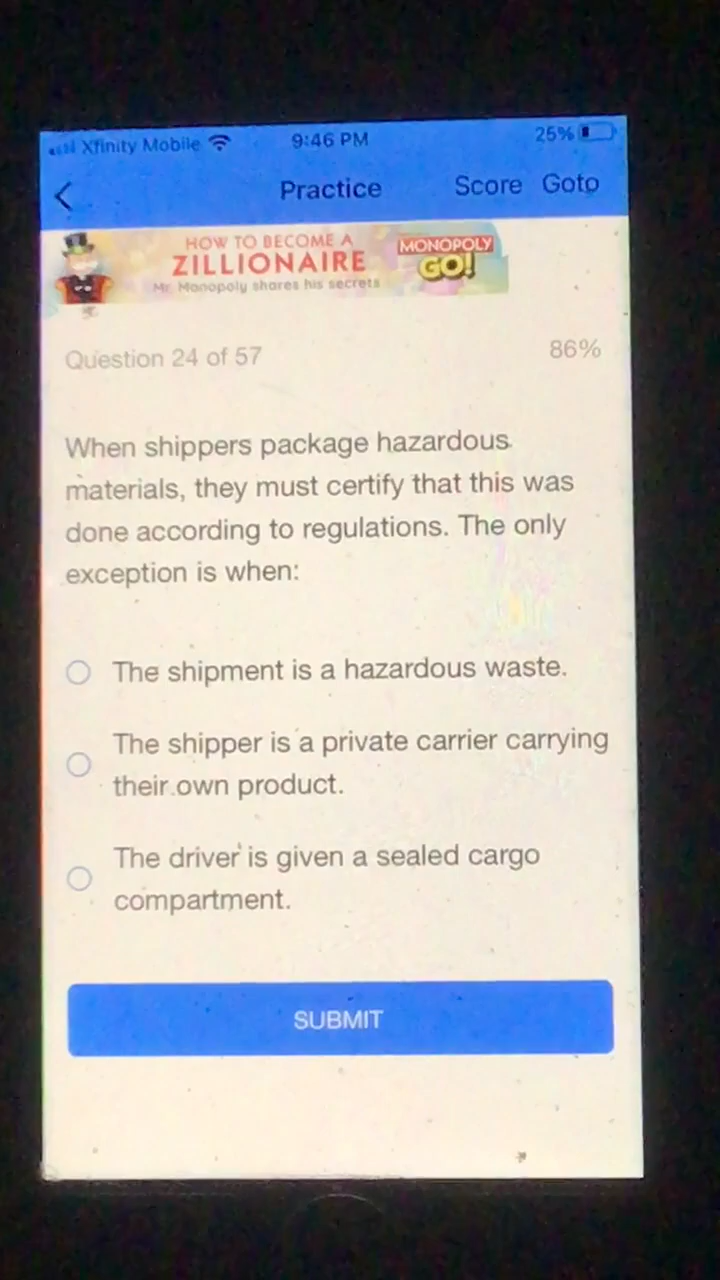 Xfinity Mobile 9:46 PM 25%
Practice Score Goto
HOW TO BECOME A
ZILLIONAIRE
Mr. Monopoly shares his secrets
MONOPOLY
GO!
Question 24 of 57 86%
When shippers package hazardous
materials, they must certify that this was
done according to regulations. The only
exception is when:
The shipment is a hazardous waste.
The shipper is a private carrier carrying
their own product.
The driver is given a sealed cargo
compartment.
SUBMIT